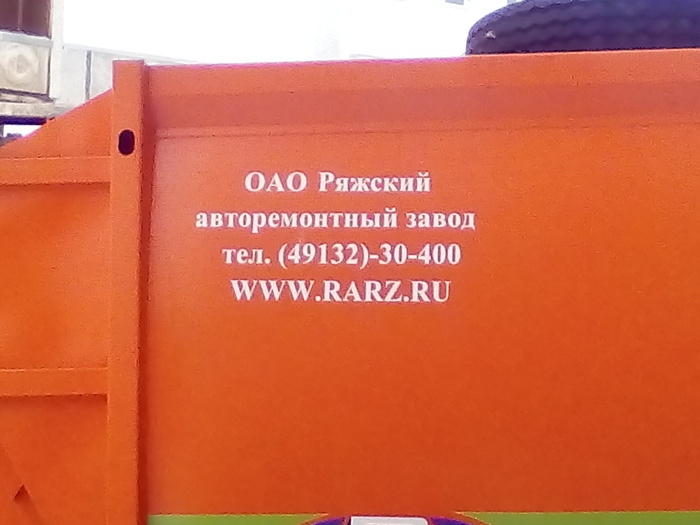 ОАО Ряжский
авторемонтный завод
тел. (49132)-30-400
WWW.RARZ.RU